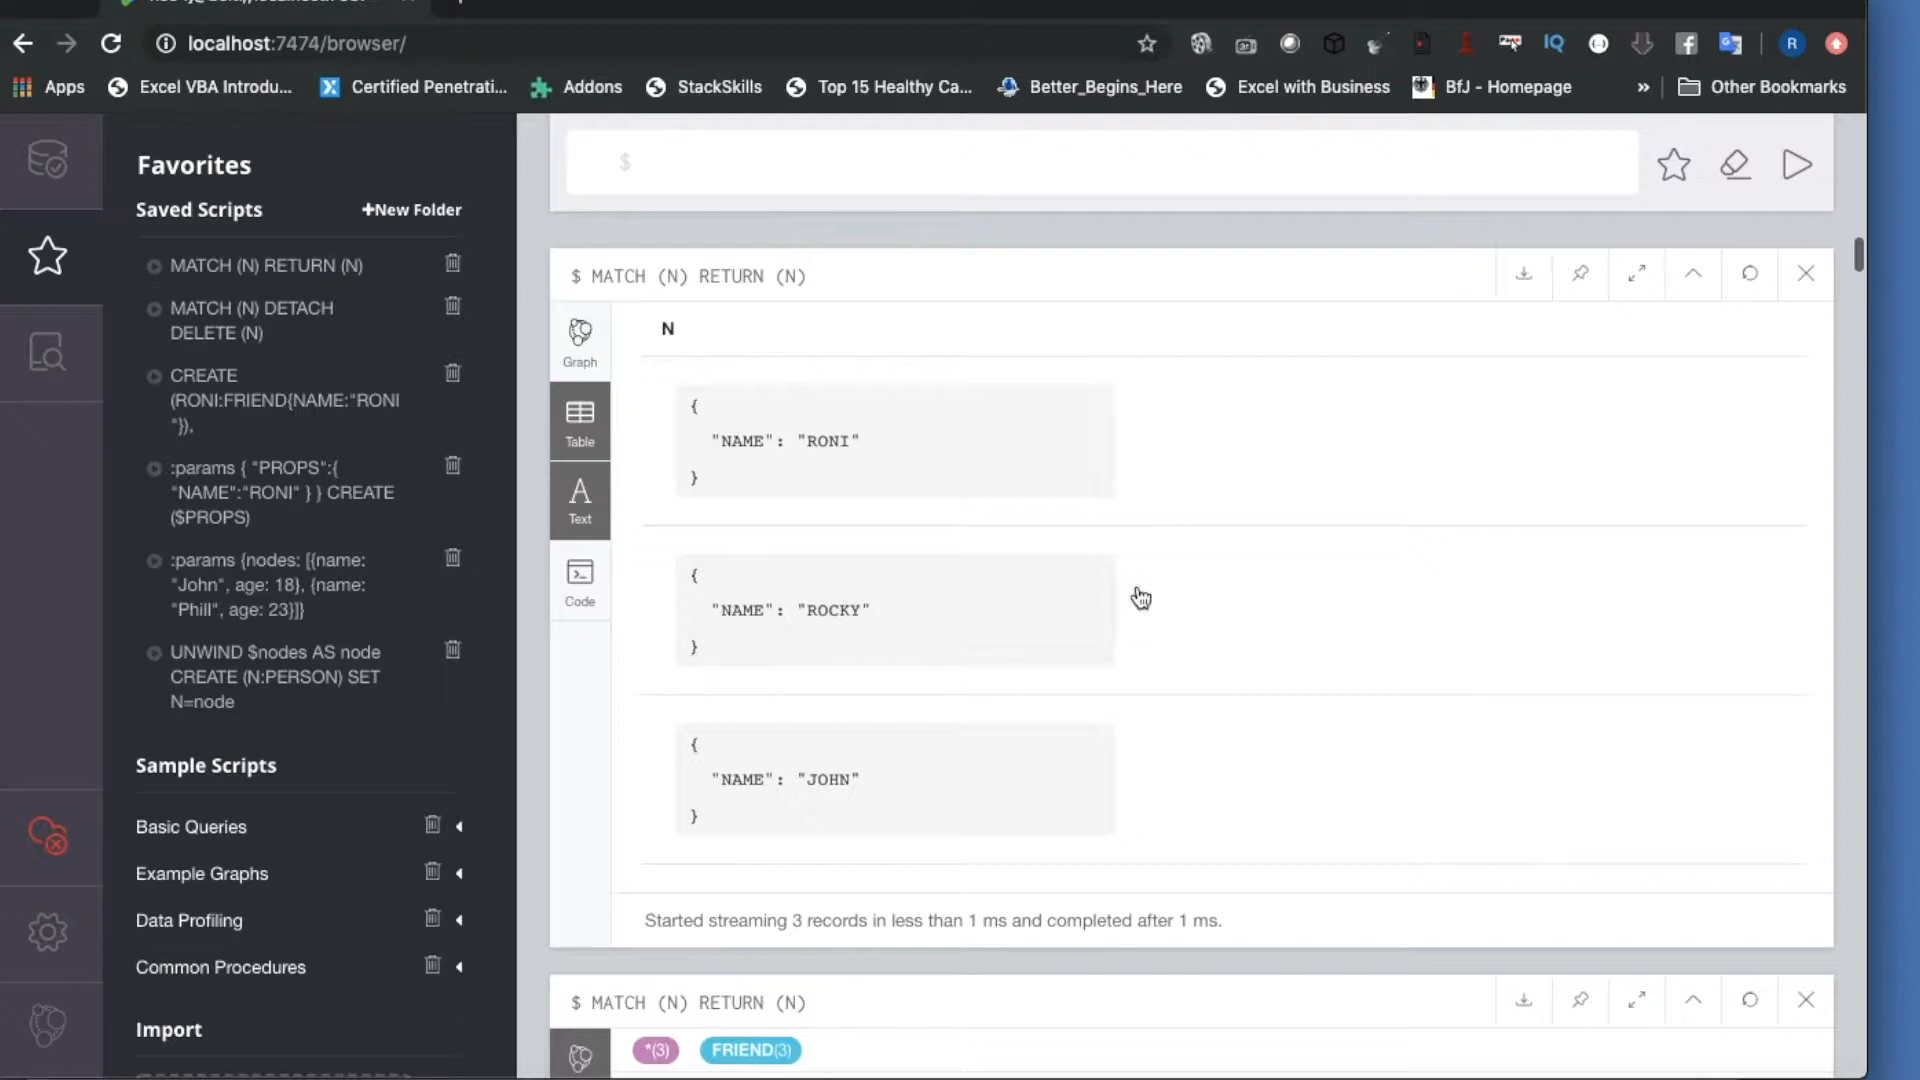 localhost:7474/browser/
Apps
Excel VBA Introdu...
Certified Penetrati...
Addons
StackSkills
Top 15 Healthy Ca...
Better_Begins_Here
Excel with Business
BfJ - Homepage
»
Other Bookmarks
IQ
R
Favorites
Saved Scripts
+New Folder
MATCH (N) RETURN (N)
MATCH (N) DETACH
DELETE (N)
CREATE
(RONI:FRIEND{NAME:"RONI
"}),
:params { "PROPS":{
"NAME":"RONI" } } CREATE
($PROPS)
:params {nodes: [{name:
"John", age: 18}, {name:
"Phill", age: 23}]}
UNWIND $nodes AS node
CREATE (N:PERSON) SET
N=node
Sample Scripts
Basic Queries
Example Graphs
Data Profiling
Common Procedures
Import
$
$ MATCH (N) RETURN (N)
Graph
Table
A
Text
Code
N
{
"NAME": "RONI"
}
{
"NAME": "ROCKY"
}
{
"NAME": "JOHN"
}
Started streaming 3 records in less than 1 ms and completed after 1 ms.
$ MATCH (N) RETURN (N)
*(3)
FRIEND(3)